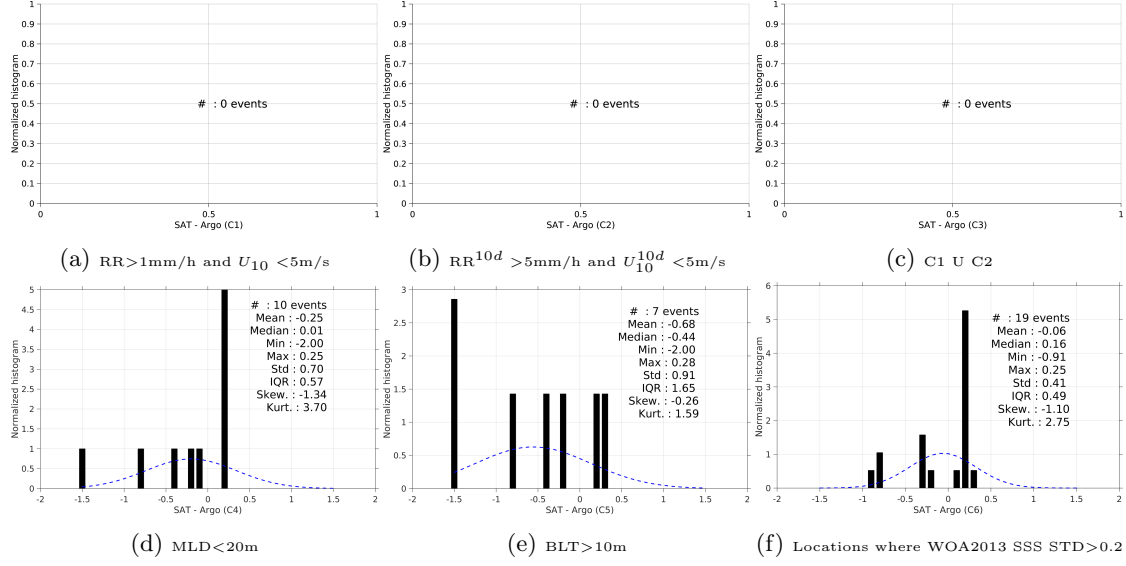 1
0.9
0.8
0.7
0.6
0.5
0.4
0.3
0.2
0.1
0
Normalized histogram
# : 0 events
0 0.5 1
SAT - Argo (C1)
(a) RR>1mm/h and U10 <5m/s
1
0.9
0.8
0.7
0.6
0.5
0.4
0.3
0.2
0.1
0
Normalized histogram
# : 0 events
0 0.5 1
SAT - Argo (C2)
(b) RR10d >5mm/h and U10d10 <5m/s
1
0.9
0.8
0.7
0.6
0.5
0.4
0.3
0.2
0.1
0
Normalized histogram
# : 0 events
0 0.5 1
SAT - Argo (C3)
(c) C1 U C2
5
4.5
4
3.5
3
2.5
2
1.5
1
0.5
0
Normalized histogram
# : 10 events
Mean : -0.25
Median : 0.01
Min : -2.00
Max : 0.25
Std : 0.70
IQR : 0.57
Skew. : -1.34
Kurt. : 3.70
-2 -1.5 -1 -0.5 0 0.5 1 1.5 2
SAT - Argo (C4)
(d) MLD<20m
3
2.5
2
1.5
1
0.5
0
Normalized histogram
# : 7 events
Mean : -0.68
Median : -0.44
Min : -2.00
Max : 0.28
Std : 0.91
IQR : 1.65
Skew. : -0.26
Kurt. : 1.59
-2 -1.5 -1 -0.5 0 0.5 1 1.5 2
SAT - Argo (C5)
(e) BLT>10m
6
5
4
3
2
1
0
Normalized histogram
# : 19 events
Mean : -0.06
Median : 0.16
Min : -0.91
Max : 0.25
Std : 0.41
IQR : 0.49
Skew. : -1.10
Kurt. : 2.75
-2 -1.5 -1 -0.5 0 0.5 1 1.5 2
SAT - Argo (C6)
(f) Locations where WOA2013 SSS STD>0.2